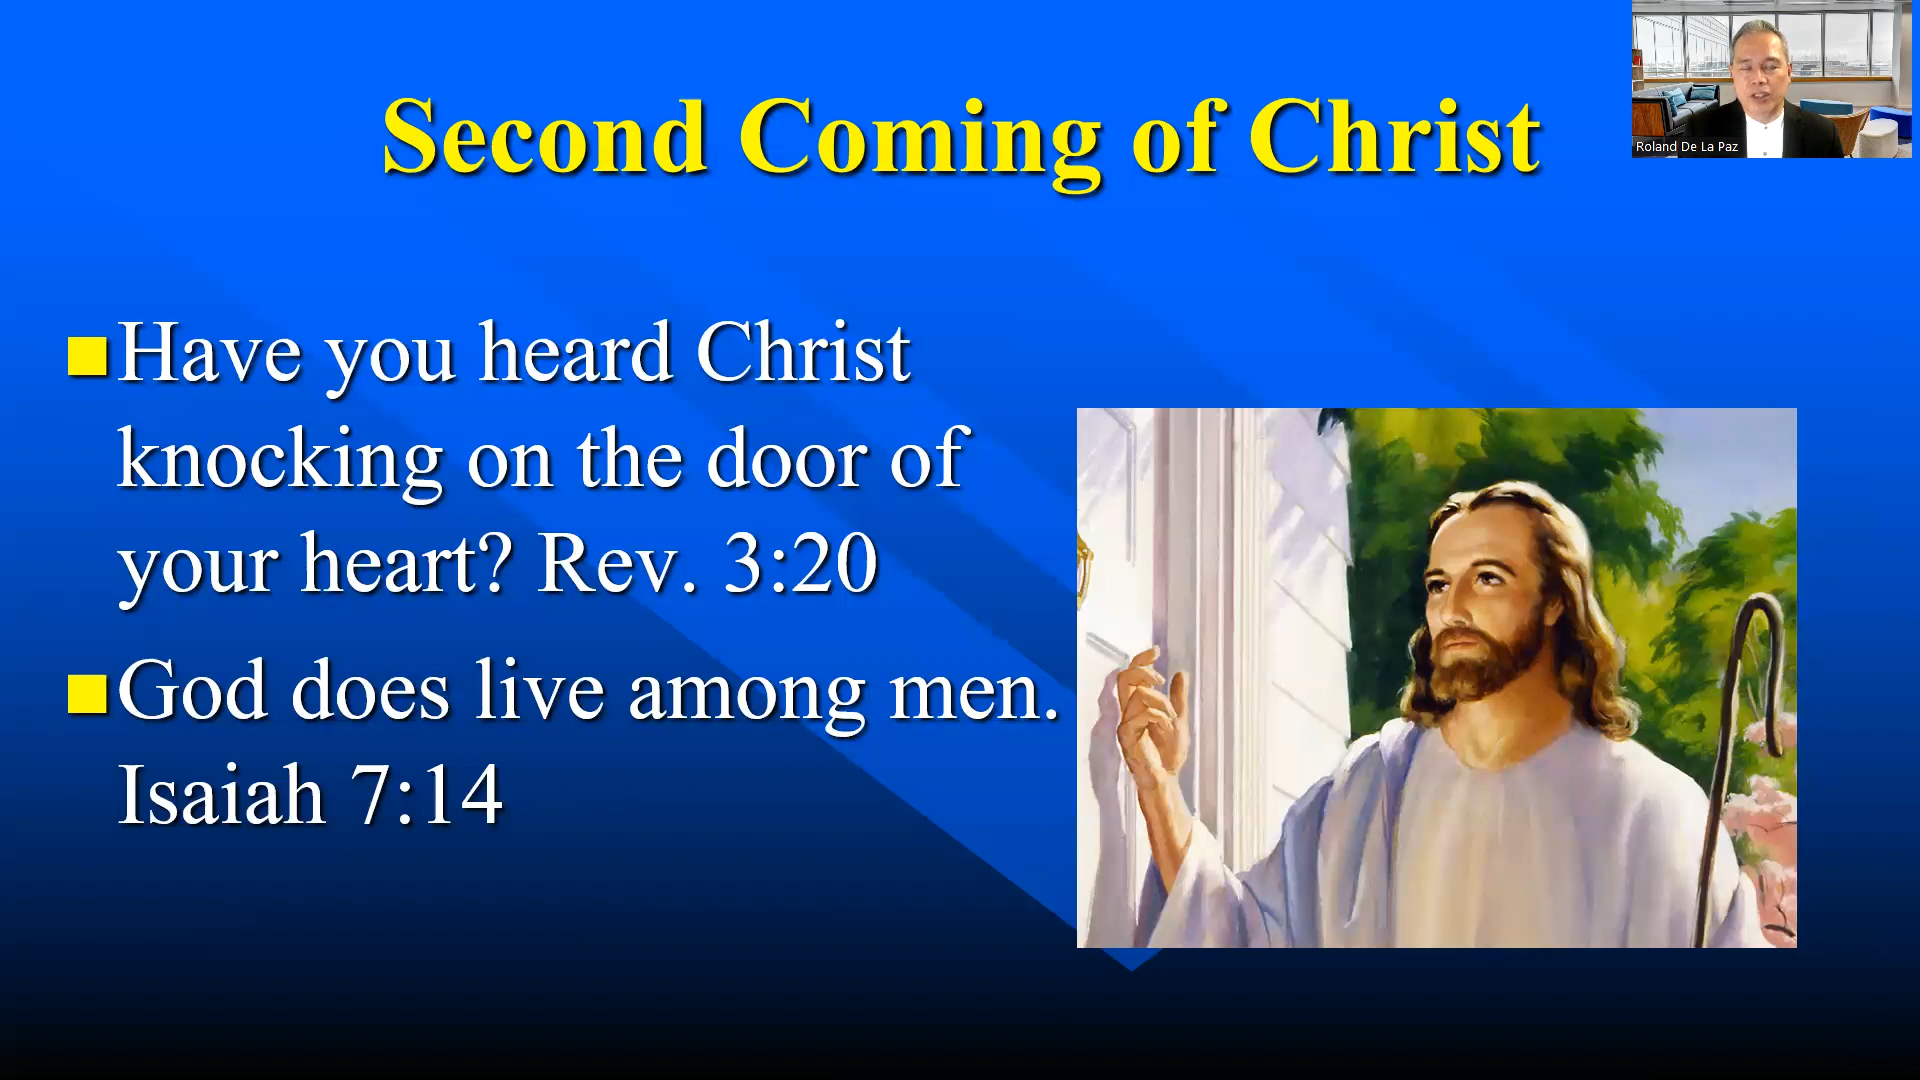 Second Coming of Christ
Roland De La Paz
Have you heard Christ
knocking on the door of
your heart? Rev. 3:20
God does live among men.
Isaiah 7:14